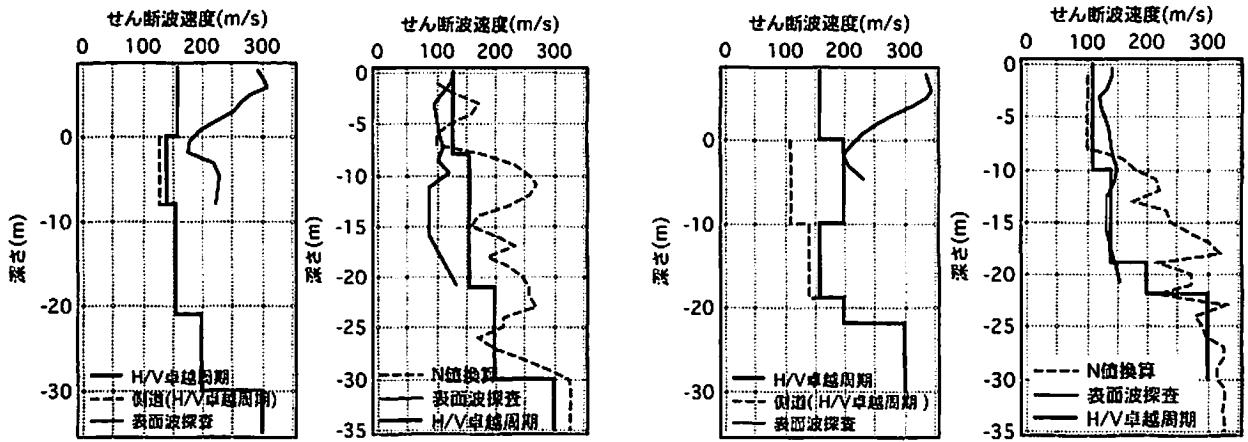 せん断波速度(m/s)
0 100 200 300
0
-10
-20
-30
深さ(m)
H/V卓越周期
側道(H/V卓越周期)
表面波探査
せん断波速度(m/s)
0 100 200 300
0
-5
-10
-15
-20
-25
-30
-35
深さ(m)
N値換算
表面波探査
H/V卓越周期
せん断波速度(m/s)
0 100 200 300
0
-10
-20
-30
深さ(m)
H/V卓越周期
側道(H/V卓越周期)
表面波探査
せん断波速度(m/s)
0 100 200 300
0
-5
-10
-15
-20
-25
-30
-35
深さ(m)
N値換算
表面波探査
H/V卓越周期